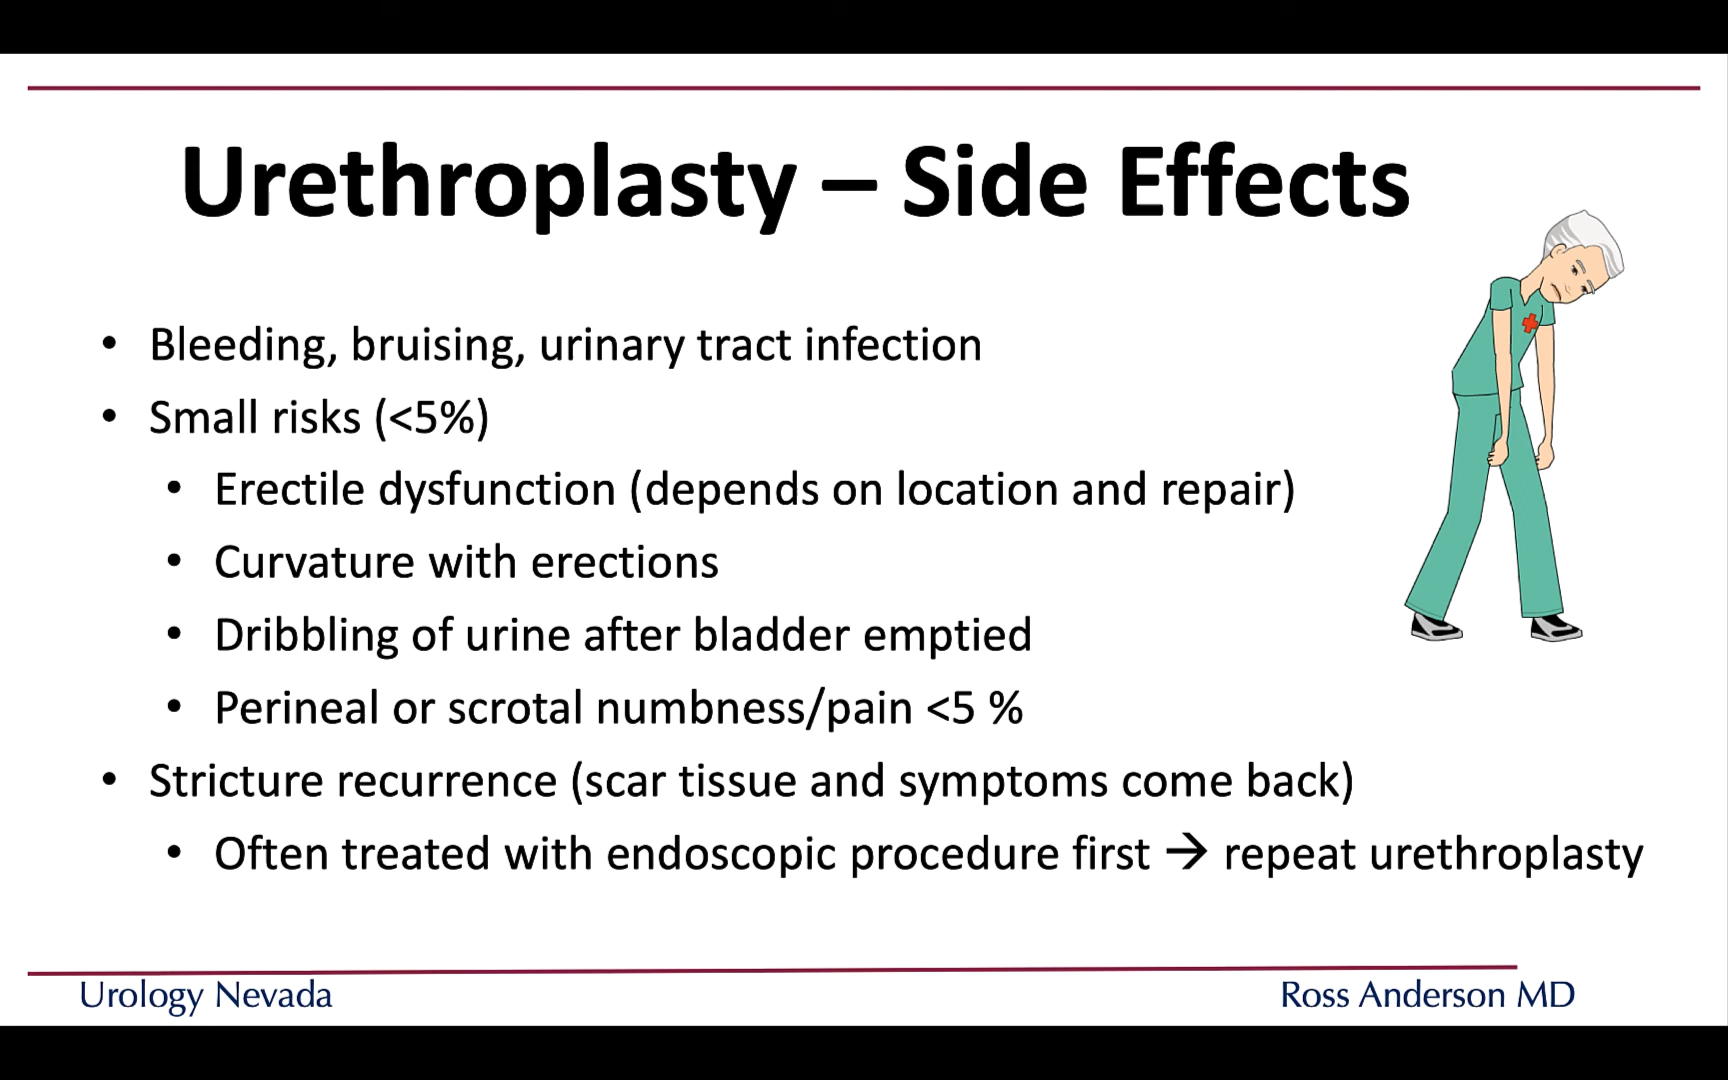 Urethroplasty – Side Effects
• Bleeding, bruising, urinary tract infection
• Small risks (<5%)
• Erectile dysfunction (depends on location and repair)
• Curvature with erections
• Dribbling of urine after bladder emptied
• Perineal or scrotal numbness/pain <5 %
• Stricture recurrence (scar tissue and symptoms come back)
• Often treated with endoscopic procedure first → repeat urethroplasty
Urology Nevada
Ross Anderson MD